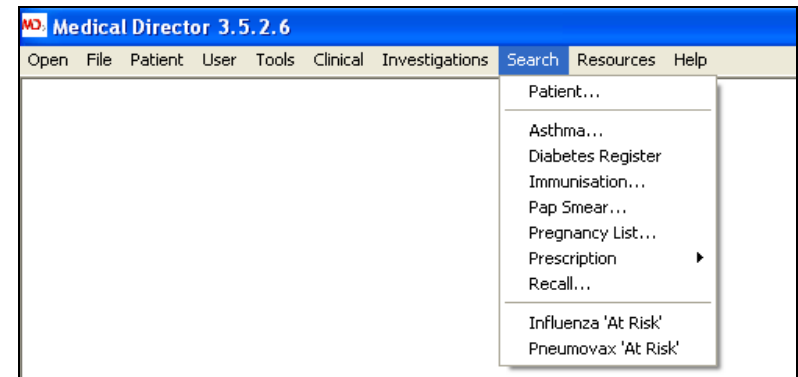 MD3 Medical Director 3.5.2.6
Open File Patient User Tools Clinical Investigations Search Resources Help
Patient...
Asthma...
Diabetes Register
Immunisation...
Pap Smear...
Pregnancy List...
Prescription
Recall...
Influenza 'At Risk'
Pneumovax 'At Risk'